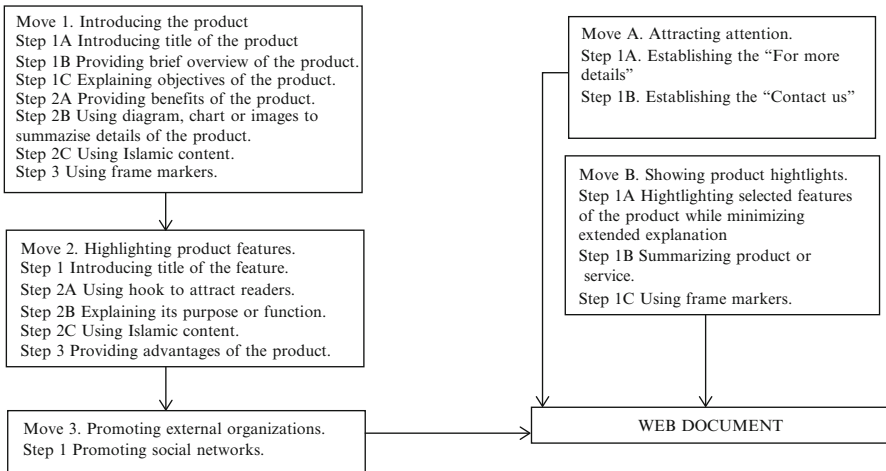 Move 1. Introducing the product
Step 1A Introducing title of the product
Step 1B Providing brief overview of the product.
Step 1C Explaining objectives of the product.
Step 2A Providing benefits of the product.
Step 2B Using diagram, chart or images to
summazise details of the product.
Step 2C Using Islamic content.
Step 3 Using frame markers.
Move 2. Highlighting product features.
Step 1 Introducing title of the feature.
Step 2A Using hook to attract readers.
Step 2B Explaining its purpose or function.
Step 2C Using Islamic content.
Step 3 Providing advantages of the product.
Move 3. Promoting external organizations.
Step 1 Promoting social networks.
Move A. Attracting attention.
Step 1A. Establishing the “For more
details”
Step 1B. Establishing the “Contact us”
Move B. Showing product hightlights.
Step 1A Hightlighting selected features
of the product while minimizing
extended explanation
Step 1B Summarizing product or
service.
Step 1C Using frame markers.
WEB DOCUMENT